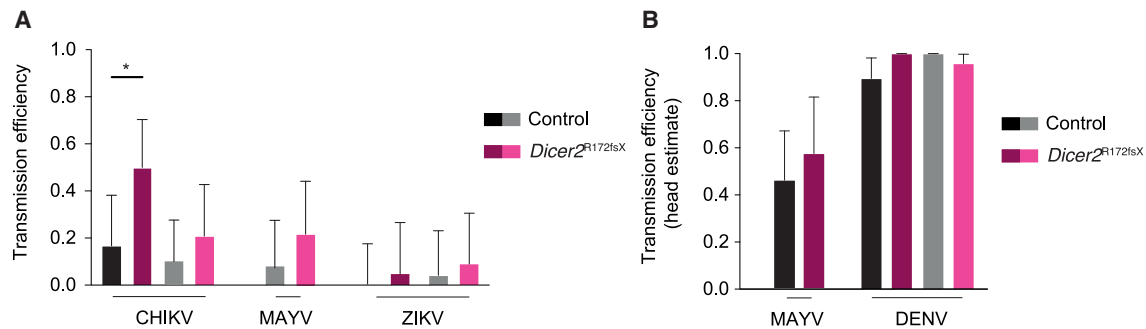 A
Transmission efficiency
1.0
0.8
0.6
0.4
0.2
0.0
*
CHIKV
MAYV
ZIKV
Control
Dicer2R172fsX
B
Transmission efficiency
(head estimate)
1.0
0.8
0.6
0.4
0.2
0.0
MAYV
DENV
Control
Dicer2R172fsX